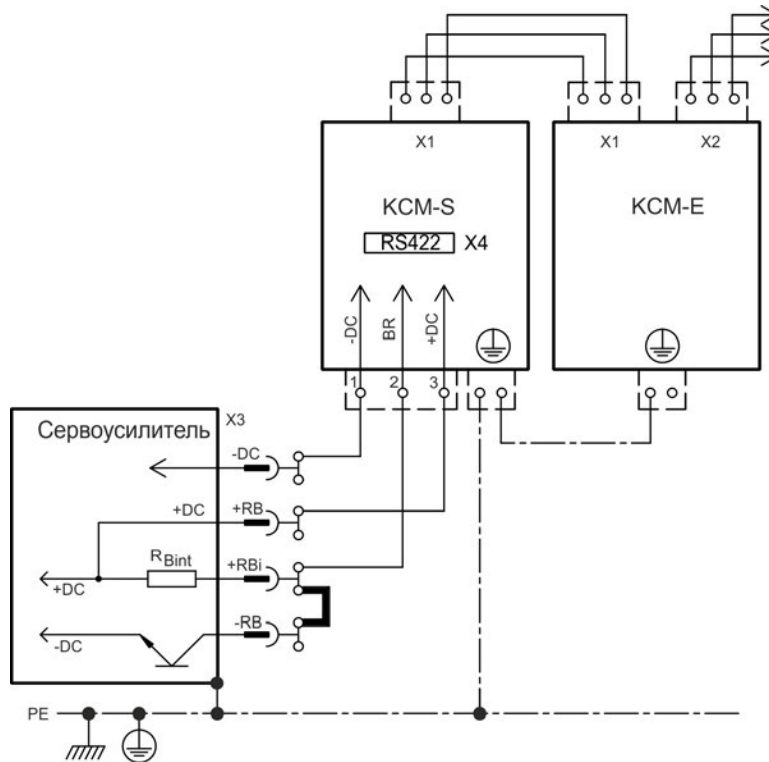 X1
X1
X2
KCM-S
KCM-E
RS422
X4
-DC
BR
+DC
1
2
3
X3
Сервоусилитель
-DC
+DC
+RB
RBint
+RBi
+DC
-RB
-DC
PE